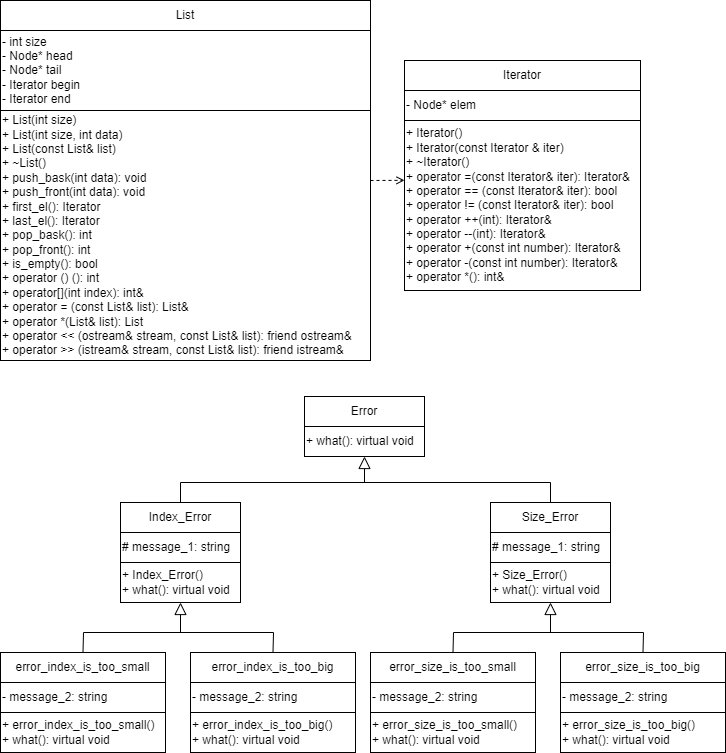 List
- int size
- Node* head
- Node* tail
- Iterator begin
- Iterator end
+ List(int size)
+ List(int size, int data)
+ List(const List& list)
+ ~List()
+ push_bask(int data): void
+ push_front(int data): void
+ first_el(): Iterator
+ last_el(): Iterator
+ pop_bask(): int
+ pop_front(): int
+ is_empty(): bool
+ operator () (): int
+ operator[](int index): int&
+ operator = (const List& list): List&
+ operator *(List& list): List
+ operator << (ostream& stream, const List& list): friend ostream&
+ operator >> (istream& stream, const List& list): friend istream&
Iterator
- Node* elem
+ Iterator()
+ Iterator(const Iterator & iter)
+ ~Iterator()
+ operator =(const Iterator& iter): Iterator&
+ operator == (const Iterator& iter): bool
+ operator != (const Iterator& iter): bool
+ operator ++(int): Iterator&
+ operator --(int): Iterator&
+ operator +(const int number): Iterator&
+ operator -(const int number): Iterator&
+ operator *(): int&
Error
+ what(): virtual void
Index_Error
# message_1: string
+ Index_Error()
+ what(): virtual void
Size_Error
# message_1: string
+ Size_Error()
+ what(): virtual void
error_index_is_too_small
- message_2: string
+ error_index_is_too_small()
+ what(): virtual void
error_index_is_too_big
- message_2: string
+ error_index_is_too_big()
+ what(): virtual void
error_size_is_too_small
- message_2: string
+ error_size_is_too_small()
+ what(): virtual void
error_size_is_too_big
- message_2: string
+ error_size_is_too_big()
+ what(): virtual void